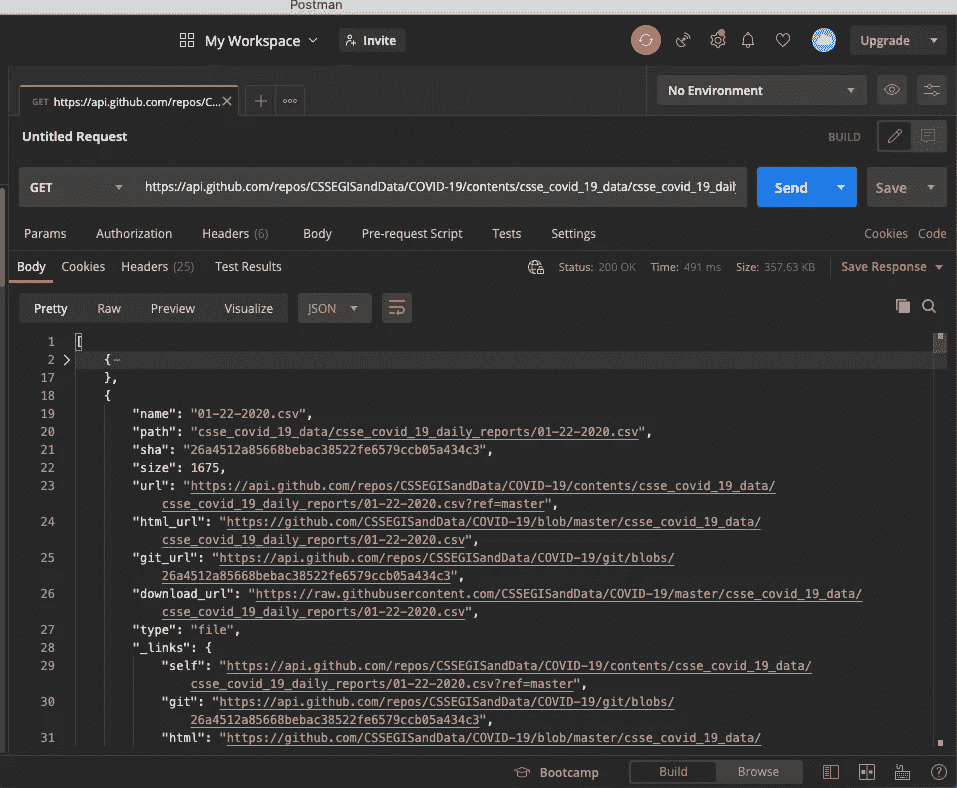 Postman
My Workspace
Invite
Upgrade
GET https://api.github.com/repos/C...
No Environment
Untitled Request
BUILD
GET
https://api.github.com/repos/CSSEGISandData/COVID-19/contents/csse_covid_19_data/csse_covid_19_dail
Send
Save
Params Authorization Headers (6) Body Pre-request Script Tests Settings Cookies Code
Body Cookies Headers (25) Test Results Status: 200 OK Time: 491 ms Size: 357.63 KB Save Response
Pretty Raw Preview Visualize JSON
1 [
2 {
17 },
18 {
19 "name": "01-22-2020.csv",
20 "path": "csse_covid_19_data/csse_covid_19_daily_reports/01-22-2020.csv",
21 "sha": "26a4512a85668bebac38522fe6579ccb05a434c3",
22 "size": 1675,
23 "url": "https://api.github.com/repos/CSSEGISandData/COVID-19/contents/csse_covid_19_data/
csse_covid_19_daily_reports/01-22-2020.csv?ref=master",
24 "html_url": "https://github.com/CSSEGISandData/COVID-19/blob/master/csse_covid_19_data/
csse_covid_19_daily_reports/01-22-2020.csv",
25 "git_url": "https://api.github.com/repos/CSSEGISandData/COVID-19/git/blobs/
26a4512a85668bebac38522fe6579ccb05a434c3",
26 "download_url": "https://raw.githubusercontent.com/CSSEGISandData/COVID-19/master/csse_covid_19_data/
csse_covid_19_daily_reports/01-22-2020.csv",
27 "type": "file",
28 "_links": {
29 "self": "https://api.github.com/repos/CSSEGISandData/COVID-19/contents/csse_covid_19_data/
csse_covid_19_daily_reports/01-22-2020.csv?ref=master",
30 "git": "https://api.github.com/repos/CSSEGISandData/COVID-19/git/blobs/
26a4512a85668bebac38522fe6579ccb05a434c3",
31 "html": "https://github.com/CSSEGISandData/COVID-19/blob/master/csse_covid_19_data/
Bootcamp Build Browse